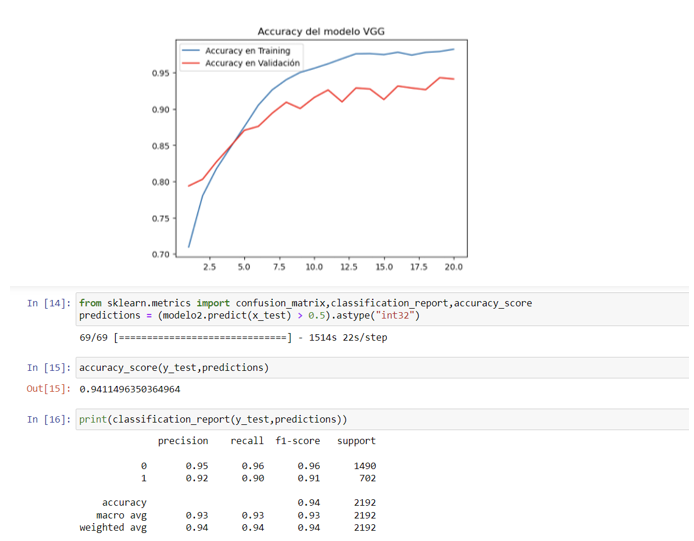 Accuracy del modelo VGG
Accuracy en Training
Accuracy en Validación
0.95
0.90
0.85
0.80
0.75
0.70
2.5 5.0 7.5 10.0 12.5 15.0 17.5 20.0
In [14]: from sklearn.metrics import confusion_matrix,classification_report,accuracy_score
predictions = (modelo2.predict(x_test) > 0.5).astype("int32")
69/69 [==============================] - 1514s 22s/step
In [15]: accuracy_score(y_test,predictions)
Out[15]: 0.9411496350364964
In [16]: print(classification_report(y_test,predictions))
precision recall f1-score support
0 0.95 0.96 0.96 1490
1 0.92 0.90 0.91 702
accuracy 0.94 2192
macro avg 0.93 0.93 0.93 2192
weighted avg 0.94 0.94 0.94 2192